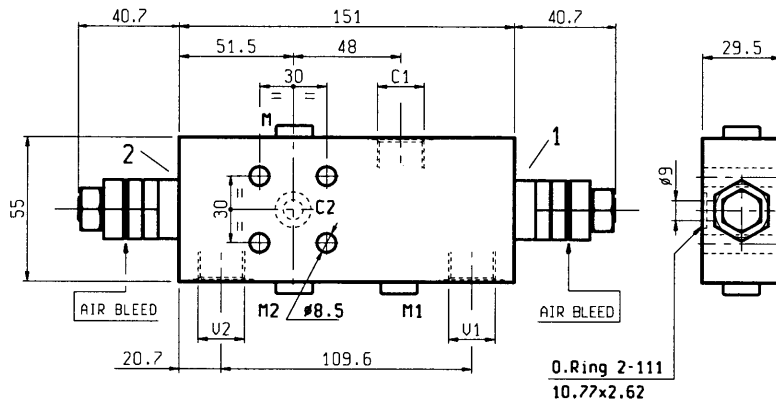 40.7
151
40.7
51.5
48
29.5
30
C1
M
2
1
55
30
C2
ø9
AIR BLEED
M2
ø8.5
M1
AIR BLEED
V2
V1
20.7
109.6
O.Ring 2-111
10.77x2.62